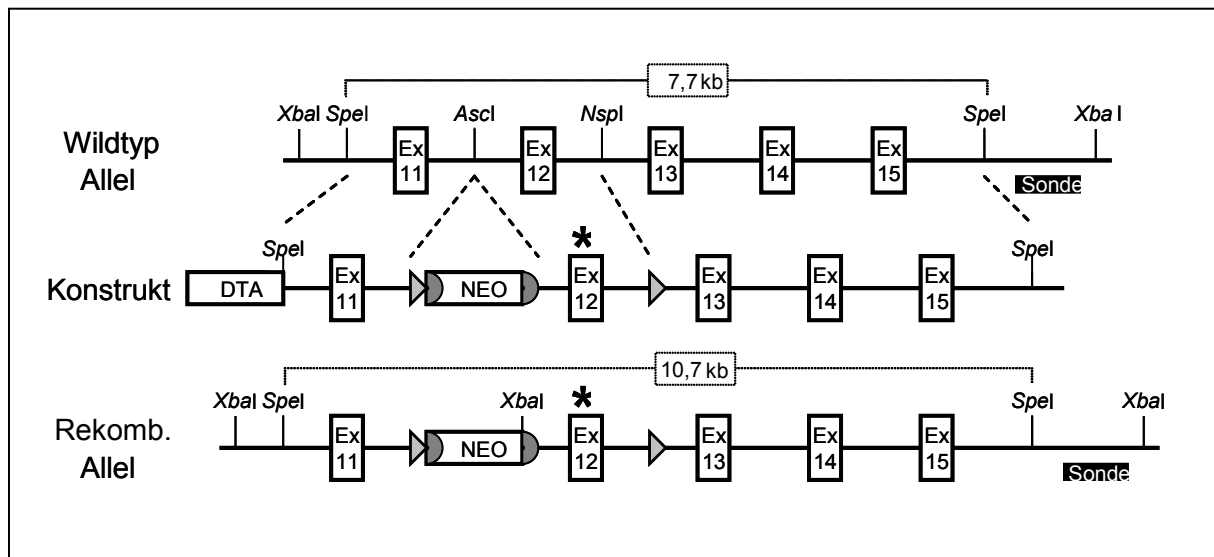 7,7 kb
XbaI SpeI AscI NspI SpeI Xba I
Wildtyp
Allel
Ex
11
Ex
12
Ex
13
Ex
14
Ex
15
Sonde
*
SpeI SpeI
Konstrukt
DTA
Ex
11
NEO
Ex
12
Ex
13
Ex
14
Ex
15
10,7 kb
*
XbaI SpeI XbaI SpeI XbaI
Rekomb.
Allel
Ex
11
NEO
Ex
12
Ex
13
Ex
14
Ex
15
Sonde